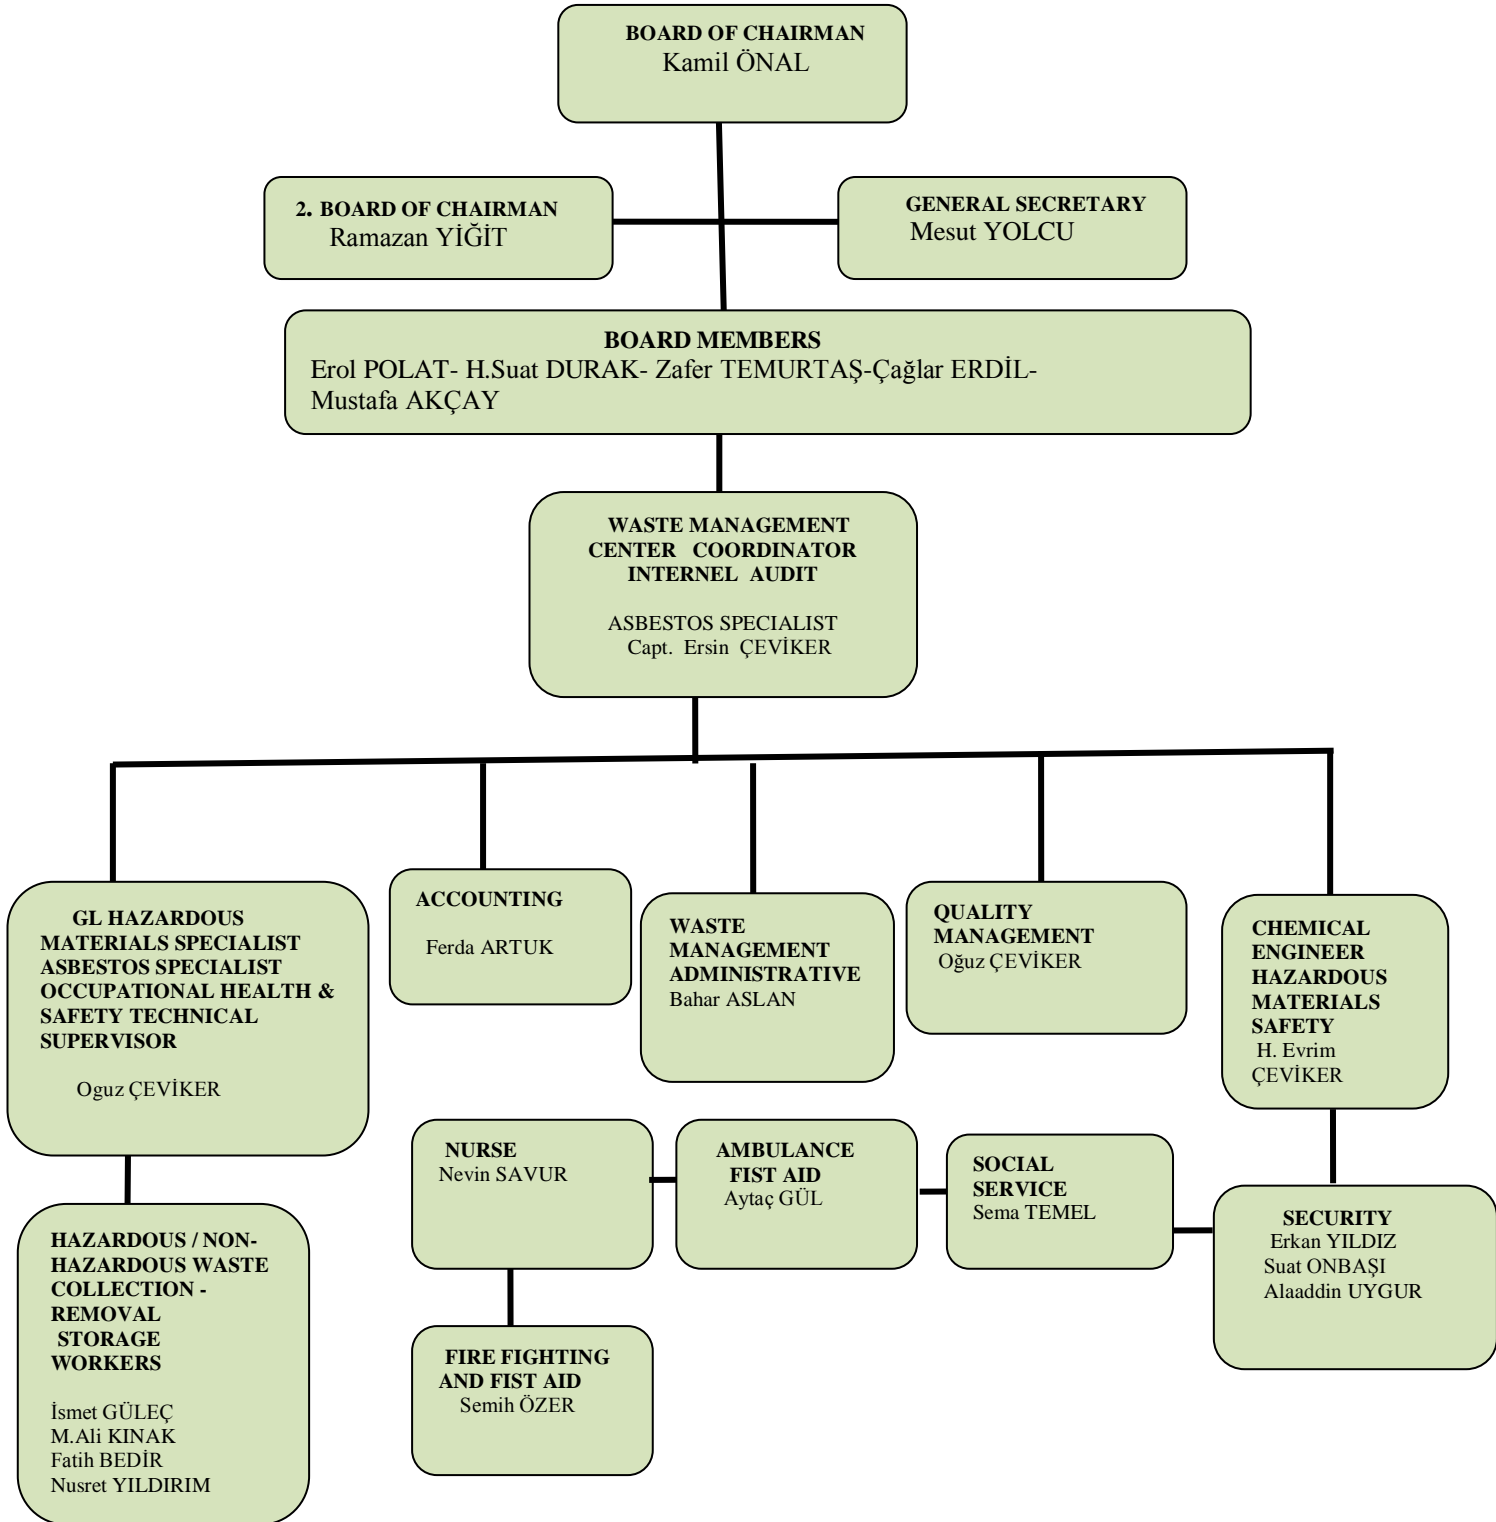 BOARD OF CHAIRMAN
Kamil ÖNAL
2. BOARD OF CHAIRMAN
Ramazan YİĞİT
GENERAL SECRETARY
Mesut YOLCU
BOARD MEMBERS
Erol POLAT- H.Suat DURAK- Zafer TEMURTAŞ-Çağlar ERDİL-
Mustafa AKÇAY
WASTE MANAGEMENT
CENTER COORDINATOR
INTERNEL AUDIT
ASBESTOS SPECIALIST
Capt. Ersin ÇEVİKER
GL HAZARDOUS
MATERIALS SPECIALIST
ASBESTOS SPECIALIST
OCCUPATIONAL HEALTH &
SAFETY TECHNICAL
SUPERVISOR
Oguz ÇEVİKER
ACCOUNTING
Ferda ARTUK
WASTE
MANAGEMENT
ADMINISTRATIVE
Bahar ASLAN
QUALITY
MANAGEMENT
Oğuz ÇEVİKER
CHEMICAL
ENGINEER
HAZARDOUS
MATERIALS
SAFETY
H. Evrim
ÇEVİKER
NURSE
Nevin SAVUR
AMBULANCE
FIST AID
Aytaç GÜL
SOCIAL
SERVICE
Sema TEMEL
SECURITY
Erkan YILDIZ
Suat ONBAŞI
Alaaddin UYGUR
HAZARDOUS / NON-
HAZARDOUS WASTE
COLLECTION -
REMOVAL
STORAGE
WORKERS
İsmet GÜLEÇ
M.Ali KINAK
Fatih BEDİR
Nusret YILDIRIM
FIRE FIGHTING
AND FIST AID
Semih ÖZER